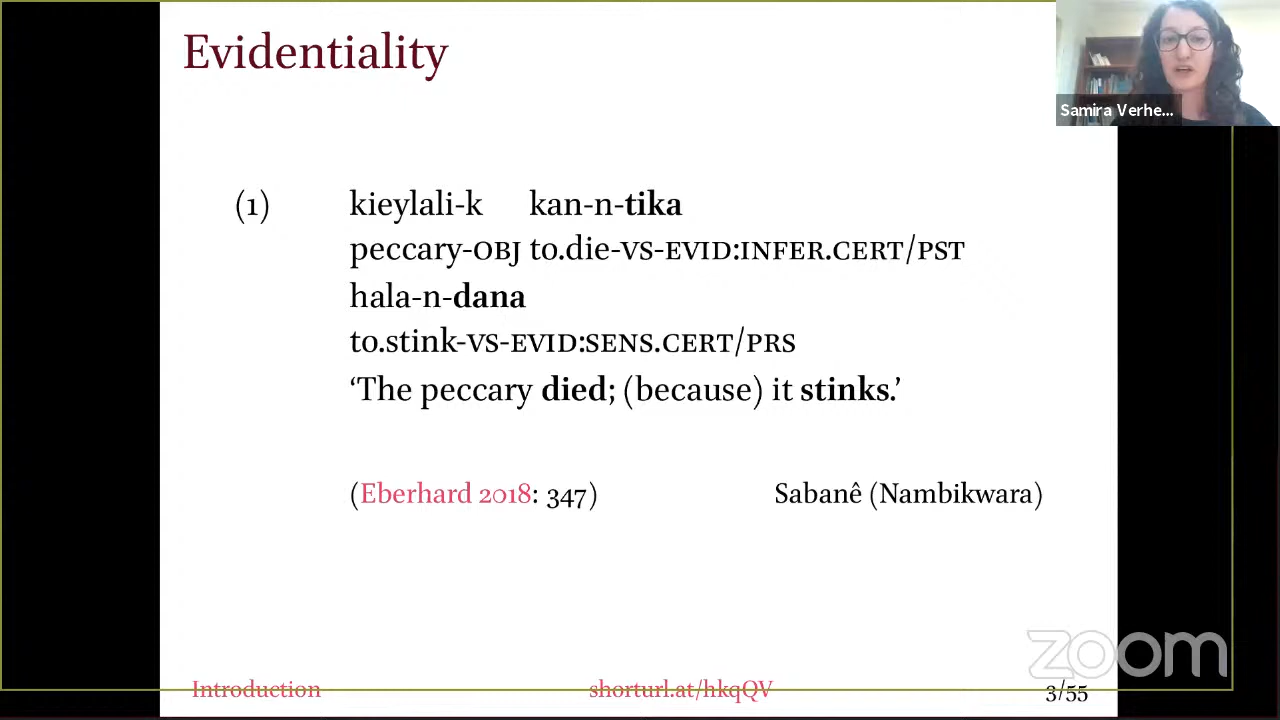 Evidentiality
Samira Verhe...
(1) kieylali-k kan-n-tika
peccary-OBJ to.die-VS-EVID:INFER.CERT/PST
hala-n-dana
to.stink-VS-EVID:SENS.CERT/PRS
‘The peccary died; (because) it stinks.’
(Eberhard 2018: 347) Sabanê (Nambikwara)
zoom
Introduction shorturl.at/hkqQV 3/55